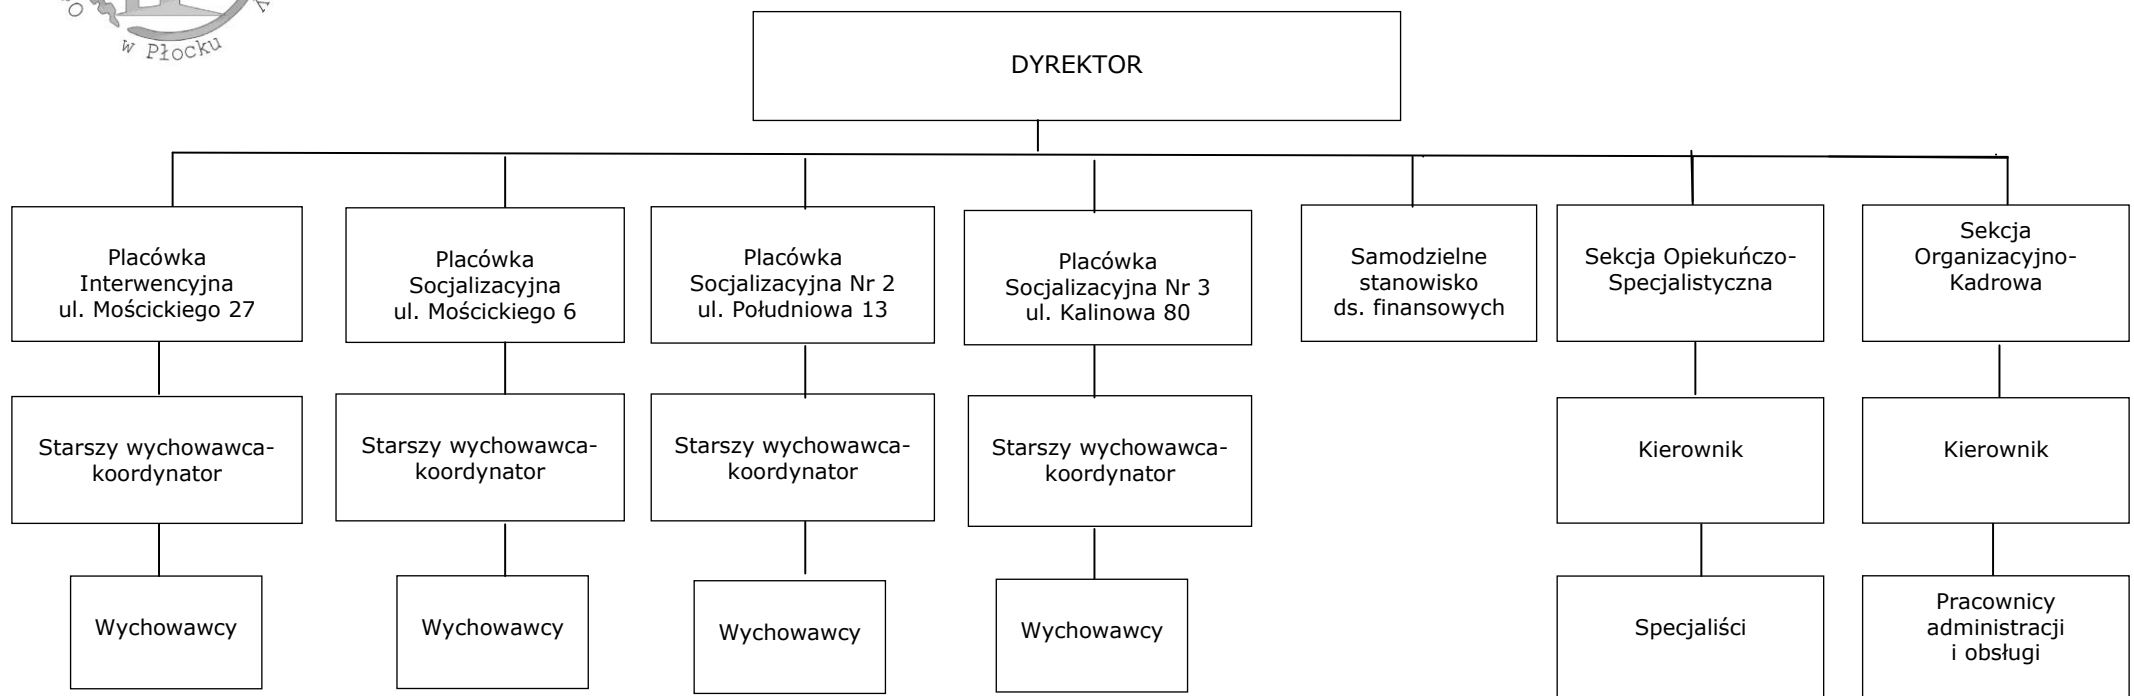 w Płocku
DYREKTOR
Placówka
Interwencyjna
ul. Mościckiego 27
Placówka
Socjalizacyjna
ul. Mościckiego 6
Placówka
Socjalizacyjna Nr 2
ul. Południowa 13
Placówka
Socjalizacyjna Nr 3
ul. Kalinowa 80
Samodzielne
stanowisko
ds. finansowych
Sekcja Opiekuńczo-
Specjalistyczna
Sekcja
Organizacyjno-
Kadrowa
Starszy wychowawca-
koordynator
Starszy wychowawca-
koordynator
Starszy wychowawca-
koordynator
Starszy wychowawca-
koordynator
Kierownik
Kierownik
Wychowawcy
Wychowawcy
Wychowawcy
Wychowawcy
Specjaliści
Pracownicy
administracji
i obsługi